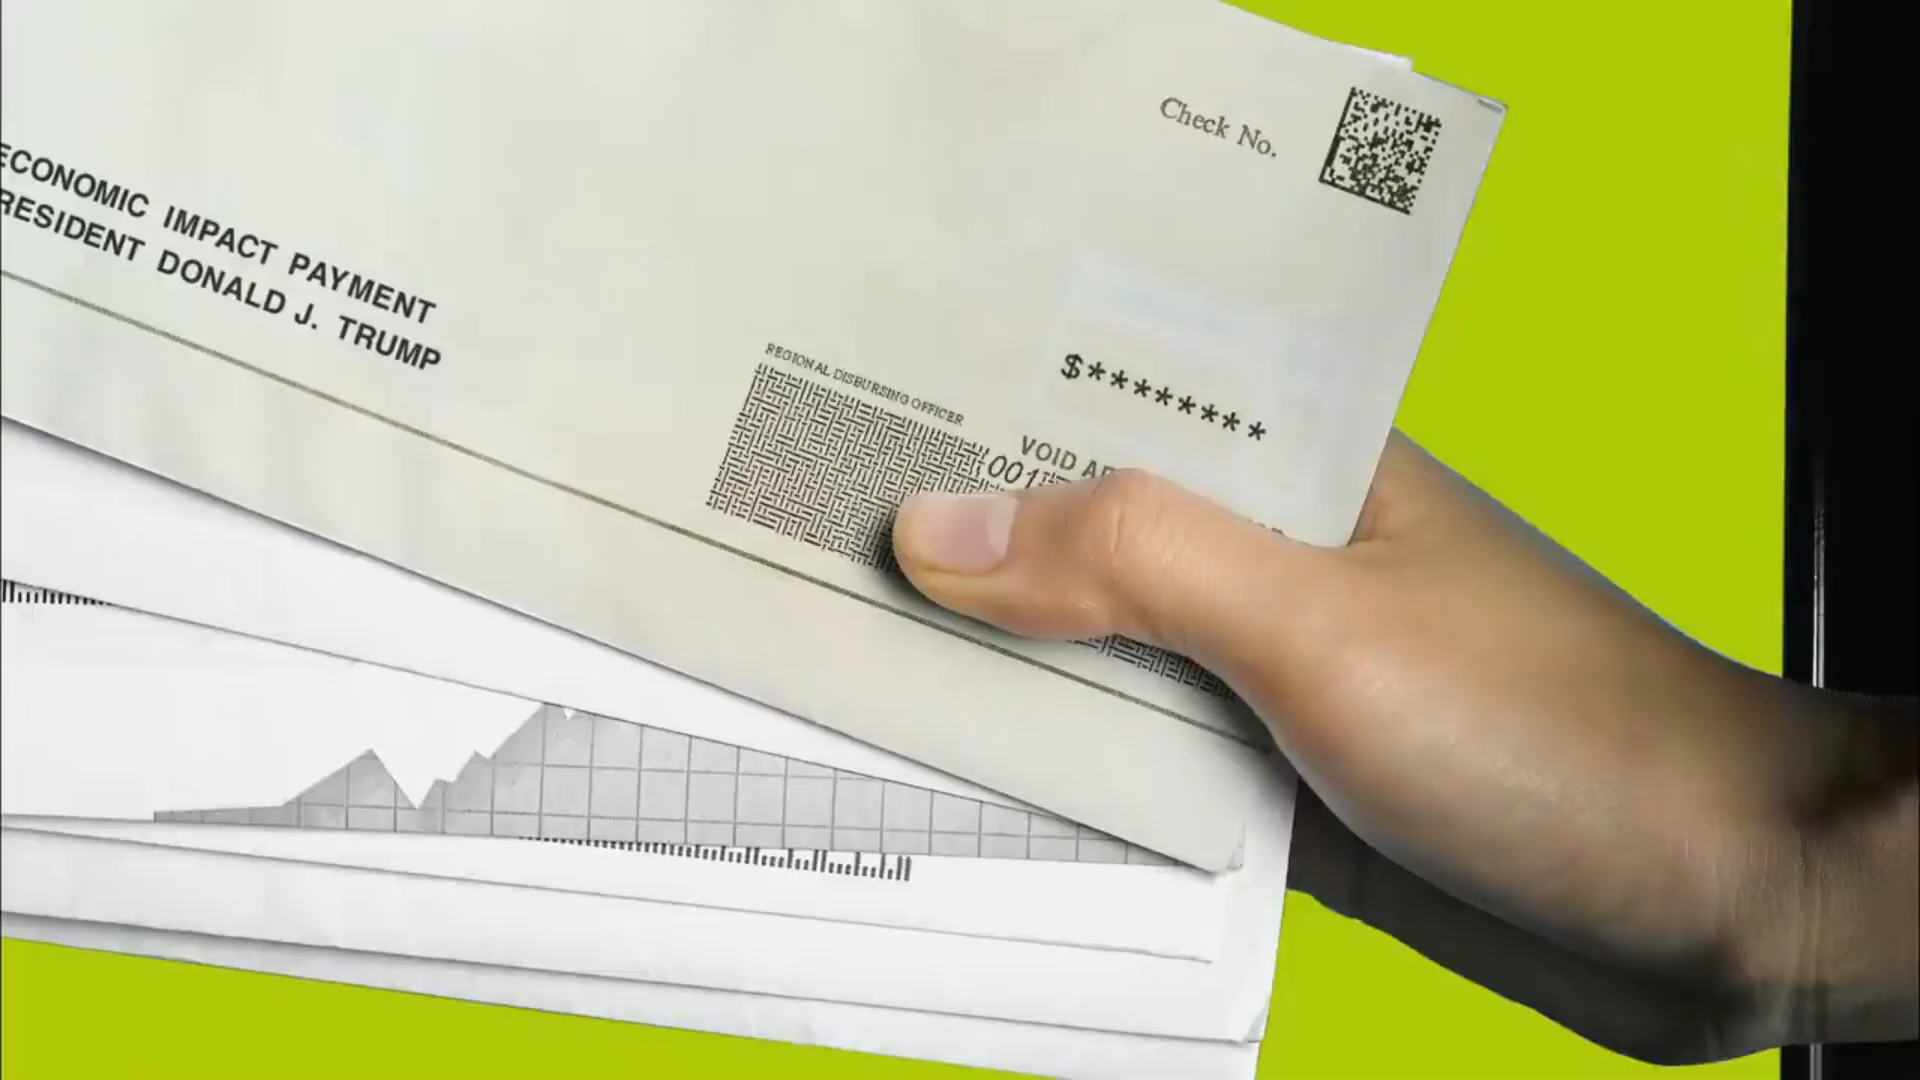 Check No.
ECONOMIC IMPACT PAYMENT
RESIDENT DONALD J. TRUMP
REGIONAL DISBURSING OFFICER
$********
VOID
001